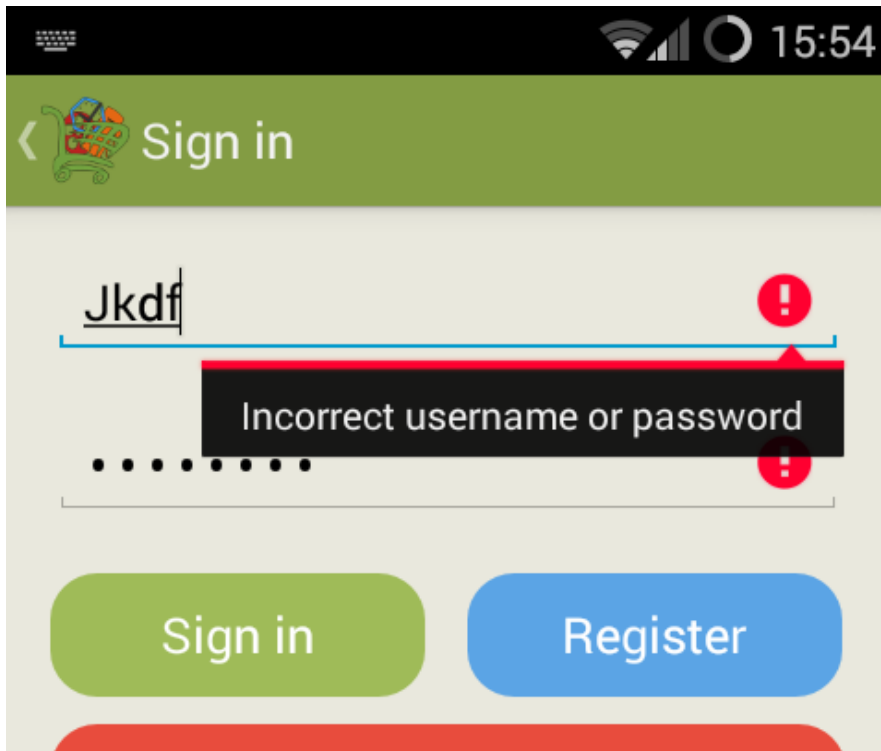 15:54
Sign in
Jkdf
Incorrect username or password
Sign in
Register